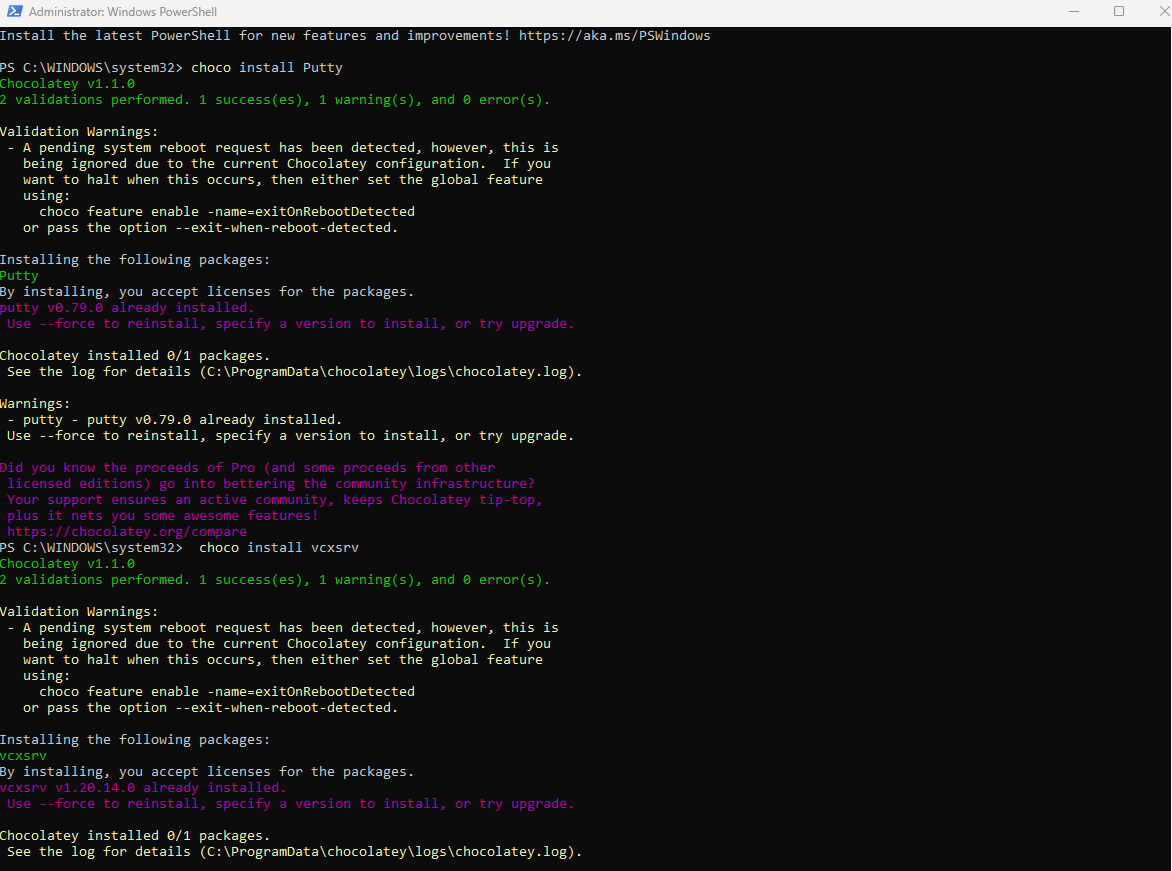 Administrator: Windows PowerShell
Install the latest PowerShell for new features and improvements! https://aka.ms/PSWindows
PS C:\WINDOWS\system32> choco install Putty
Chocolatey v1.1.0
2 validations performed. 1 success(es), 1 warning(s), and 0 error(s).
Validation Warnings:
- A pending system reboot request has been detected, however, this is
being ignored due to the current Chocolatey configuration.  If you
want to halt when this occurs, then either set the global feature
using:
choco feature enable -name=exitOnRebootDetected
or pass the option --exit-when-reboot-detected.
Installing the following packages:
Putty
By installing, you accept licenses for the packages.
putty v0.79.0 already installed.
Use --force to reinstall, specify a version to install, or try upgrade.
Chocolatey installed 0/1 packages.
See the log for details (C:\ProgramData\chocolatey\logs\chocolatey.log).
Warnings:
- putty - putty v0.79.0 already installed.
Use --force to reinstall, specify a version to install, or try upgrade.
Did you know the proceeds of Pro (and some proceeds from other
licensed editions) go into bettering the community infrastructure?
Your support ensures an active community, keeps Chocolatey tip-top,
plus it nets you some awesome features!
https://chocolatey.org/compare
PS C:\WINDOWS\system32>  choco install vcxsrv
Chocolatey v1.1.0
2 validations performed. 1 success(es), 1 warning(s), and 0 error(s).
Validation Warnings:
- A pending system reboot request has been detected, however, this is
being ignored due to the current Chocolatey configuration.  If you
want to halt when this occurs, then either set the global feature
using:
choco feature enable -name=exitOnRebootDetected
or pass the option --exit-when-reboot-detected.
Installing the following packages:
vcxsrv
By installing, you accept licenses for the packages.
vcxsrv v1.20.14.0 already installed.
Use --force to reinstall, specify a version to install, or try upgrade.
Chocolatey installed 0/1 packages.
See the log for details (C:\ProgramData\chocolatey\logs\chocolatey.log).